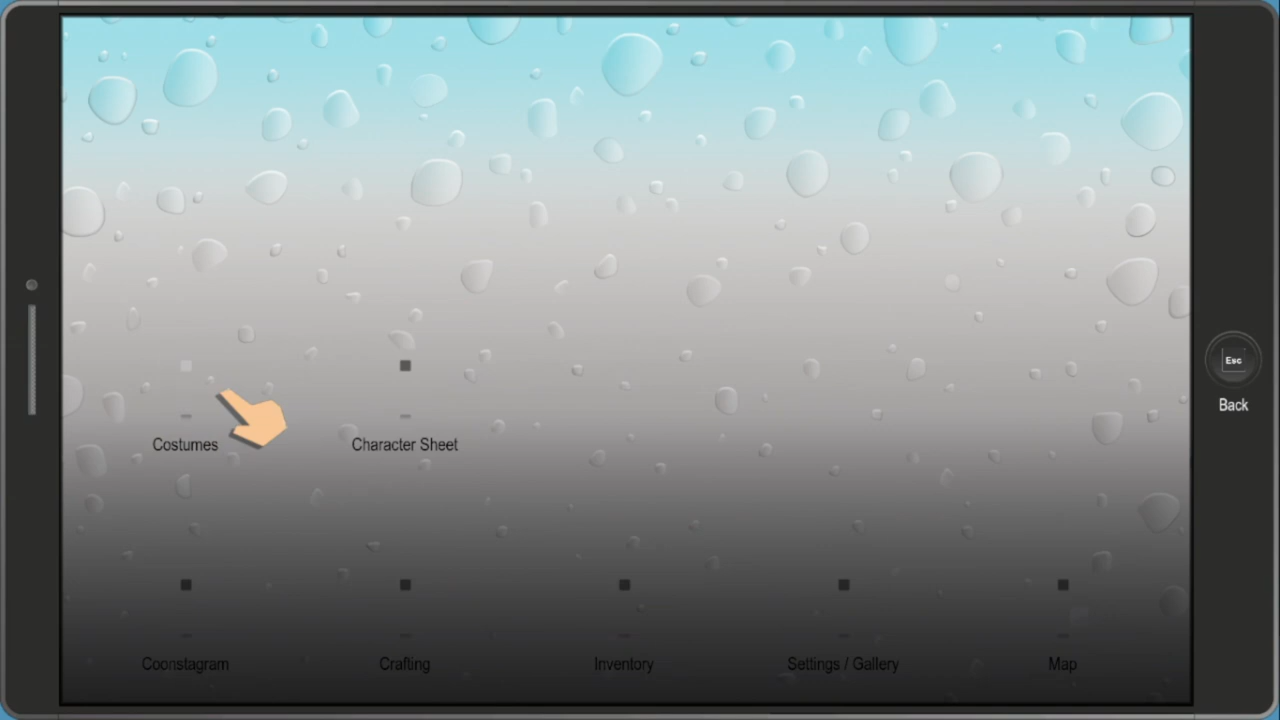 Esc
Back
Costumes
Character Sheet
Coonstagram
Crafting
Inventory
Settings / Gallery
Map